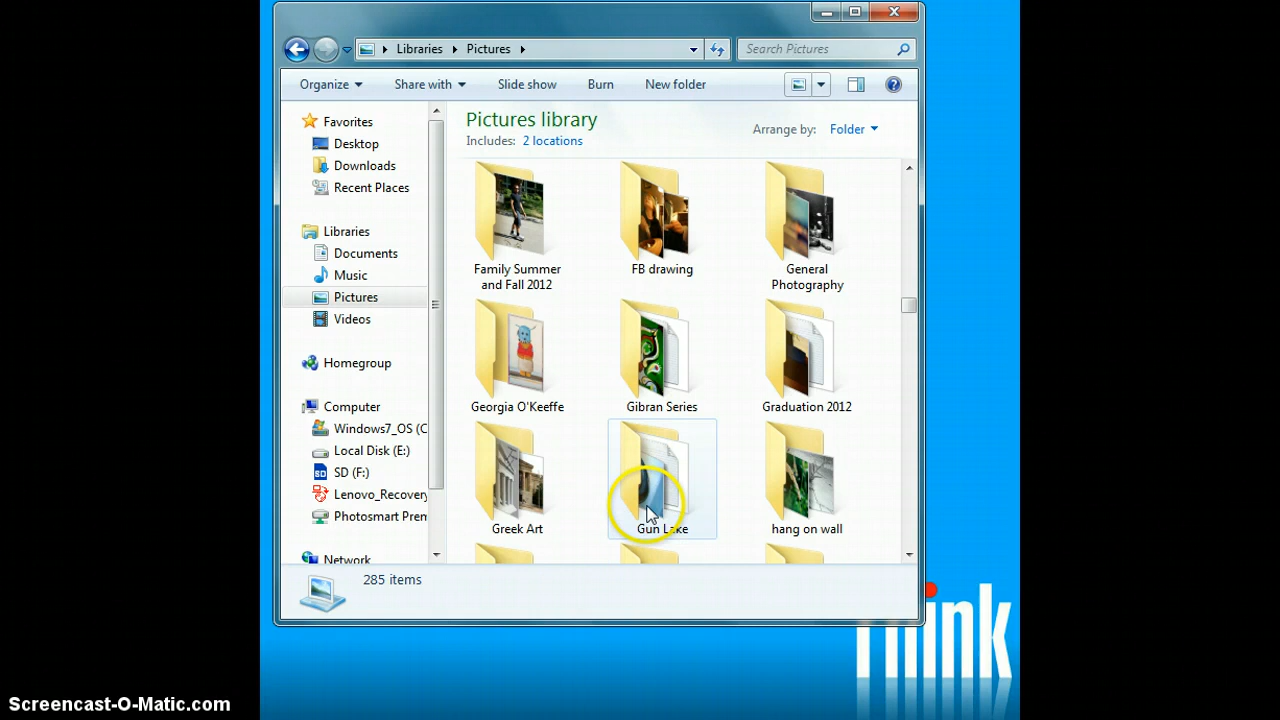 Libraries
Pictures
Search Pictures
Organize
Share with
Slide show
Burn
New folder
Favorites
Desktop
Downloads
Recent Places
Libraries
Documents
Music
Pictures
Videos
Homegroup
Computer
Windows7_OS (C
Local Disk (E:)
SD (F:)
Lenovo_Recovery
Photosmart Prem
Network
Pictures library
Includes: 2 locations
Arrange by: Folder
Family Summer
and Fall 2012
FB drawing
General
Photography
Georgia O'Keeffe
Gibran Series
Graduation 2012
Greek Art
Gun Lake
hang on wall
285 items
Think
Screencast-O-Matic.com